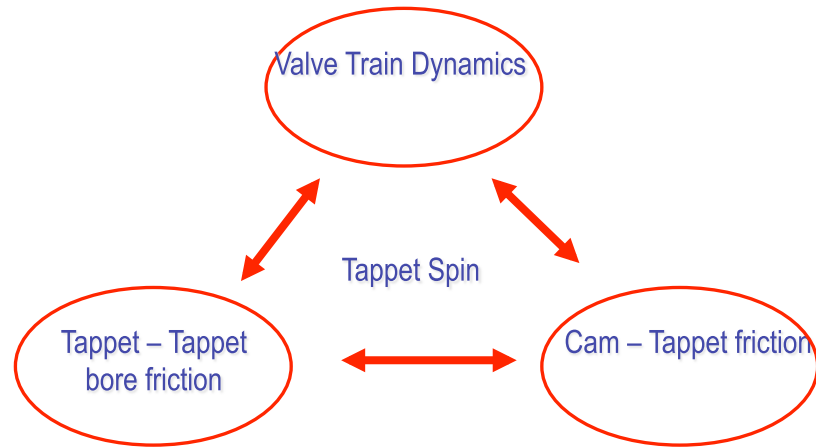 Valve Train Dynamics
Tappet Spin
Tappet – Tappet
bore friction
Cam – Tappet friction